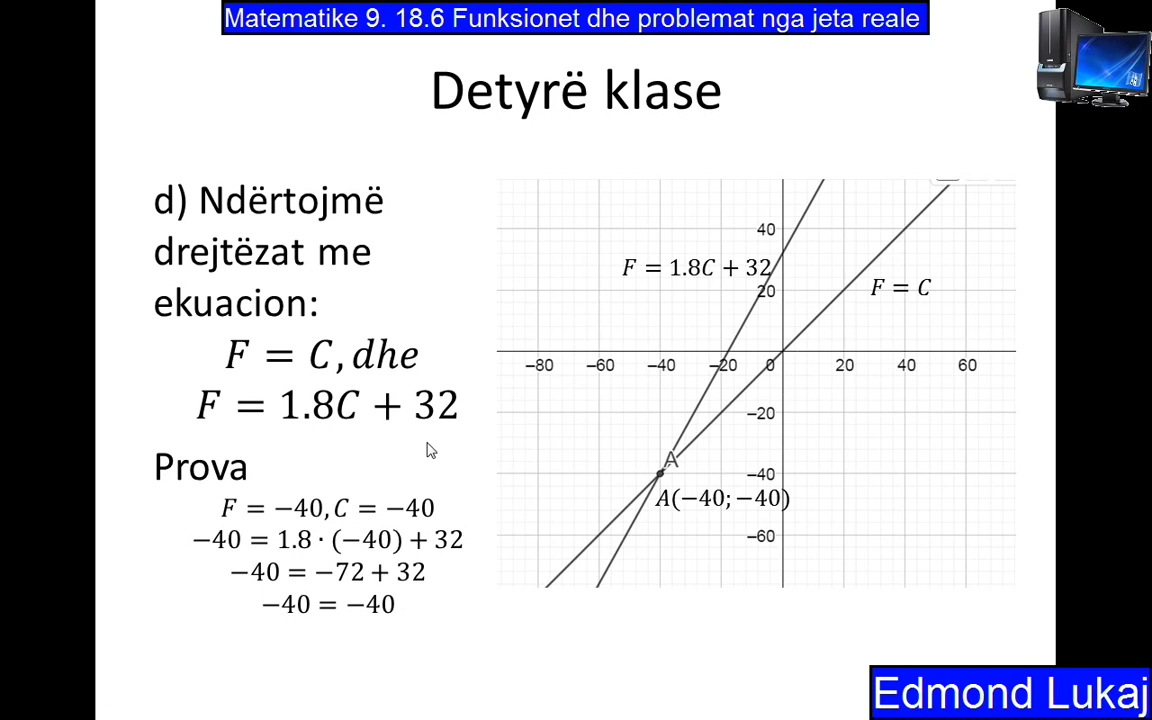 Matematike 9. 18.6 Funksionet dhe problemat nga jeta reale
Detyrë klase
d) Ndërtojmë
drejtëzat me
ekuacion:
F = C, dhe
F = 1.8C + 32
Prova
F = −40, C = −40
−40 = 1.8 · (−40) + 32
−40 = −72 + 32
−40 = −40
40
F = 1.8C + 32
20
F = C
−80 −60 −40 −20 0 20 40 60
−20
A
−40
A(−40; −40)
−60
Edmond Lukaj